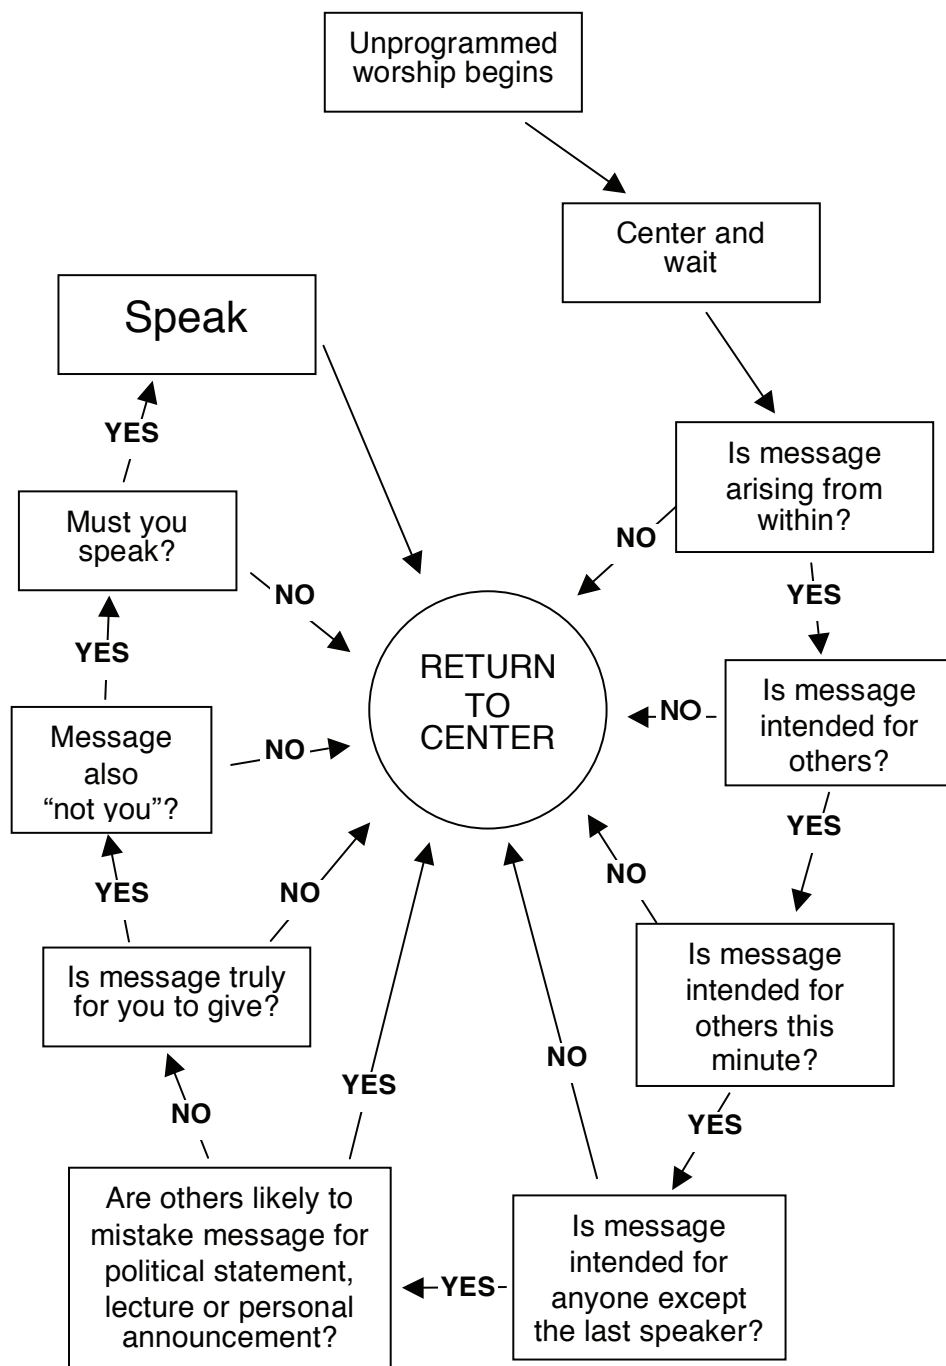 Unprogrammed
worship begins
Center and
wait
Is message
arising from
within?
NO
YES
Is message
intended for
others?
NO
YES
Is message
intended for
others this
minute?
NO
YES
Is message
intended for
anyone except
the last speaker?
NO
YES
Are others likely to
mistake message for
political statement,
lecture or personal
announcement?
YES
NO
Is message truly
for you to give?
NO
YES
Message
also
“not you”?
NO
YES
Must you
speak?
NO
YES
Speak
RETURN
TO
CENTER